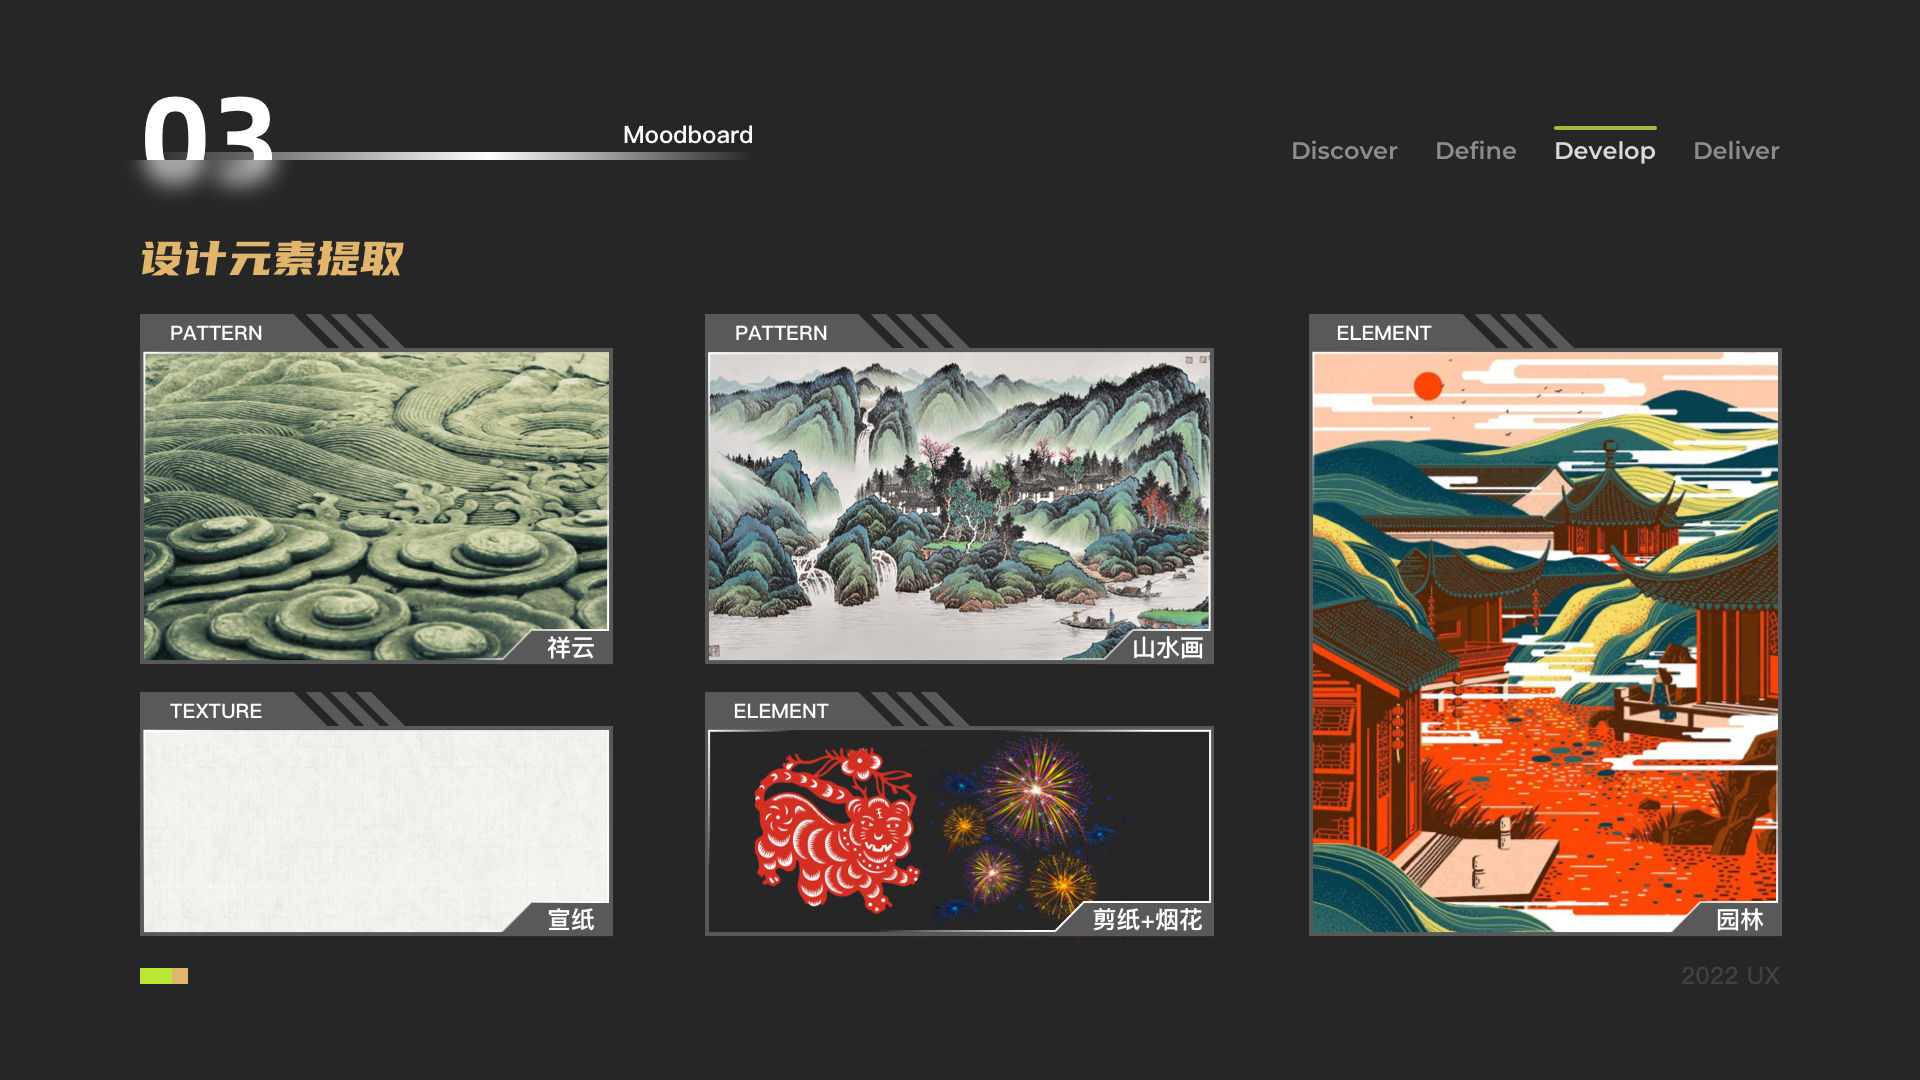 03
Moodboard
Discover Define Develop Deliver
设计元素提取
PATTERN
祥云
PATTERN
山水画
ELEMENT
园林
TEXTURE
宣纸
ELEMENT
剪纸+烟花
2022 UX